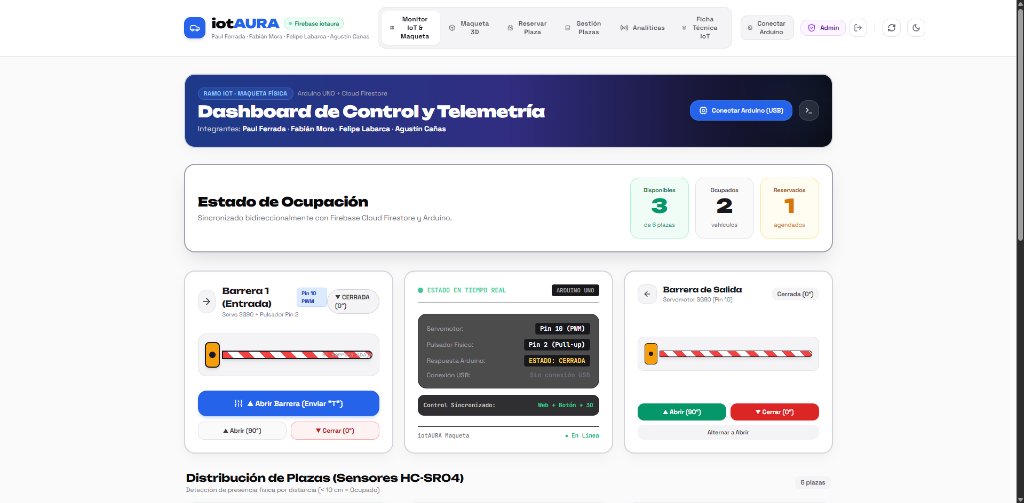 iotAURA
Firebase iotaura
Paul Ferrada · Fabián Mora · Felipe Labarca · Agustín Cañas
Monitor
IoT &
Maqueta
Maqueta
3D
Reservar
Plaza
Gestión
Plazas
Analíticas
Ficha
Técnica
IoT
Conectar
Arduino
Admin
RAMO IOT · MAQUETA FÍSICA
Arduino UNO + Cloud Firestore
Dashboard de Control y Telemetría
Integrantes: Paul Ferrada · Fabián Mora · Felipe Labarca · Agustín Cañas
Conectar Arduino (USB)
Estado de Ocupación
Sincronizado bidireccionalmente con Firebase Cloud Firestore y Arduino.
Disponibles
3
de 6 plazas
Ocupados
2
vehículos
Reservados
1
agendados
Barrera 1
(Entrada)
Servo SG90 + Pulsador Pin 2
Pin 10
PWM
▼ CERRADA
(0°)
▲ Abrir Barrera (Enviar "T")
▲ Abrir (90°)
▼ Cerrar (0°)
ESTADO EN TIEMPO REAL
ARDUINO UNO
Servomotor:
Pin 10 (PWM)
Pulsador Físico:
Pin 2 (Pull-up)
Respuesta Arduino:
ESTADO: CERRADA
Conexión USB:
Sin conexión USB
Control Sincronizado:
Web + Botón + 3D
iotAURA Maqueta
● En Línea
Barrera de Salida
Servomotor SG90 (Pin 10)
Cerrada (0°)
▲ Abrir (90°)
▼ Cerrar (0°)
Alternar a Abrir
Distribución de Plazas (Sensores HC-SR04)
Detección de presencia física por distancia (< 10 cm = Ocupado)
6 plazas